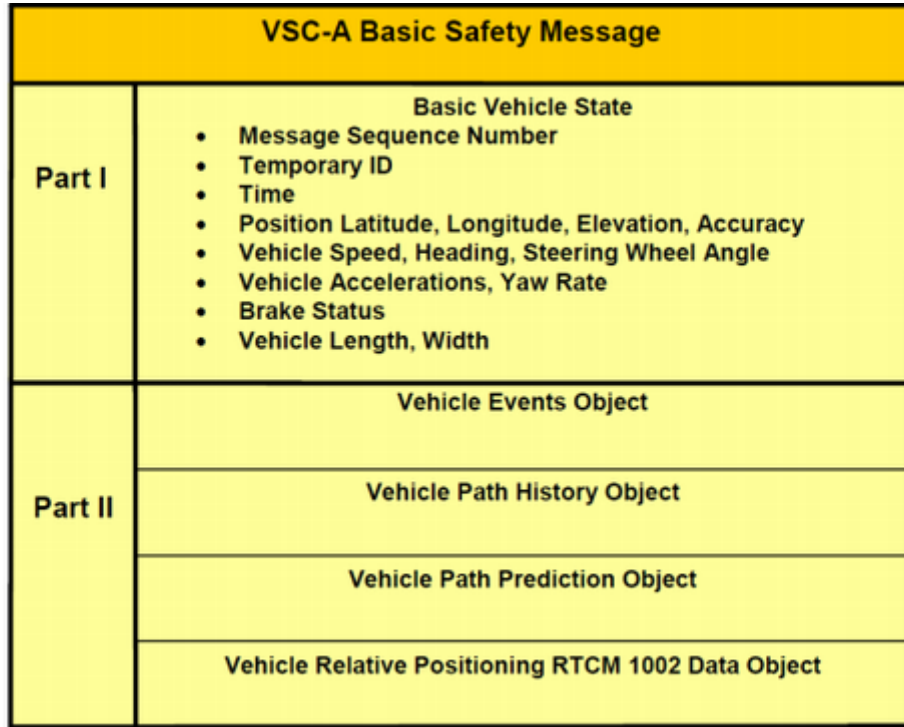 VSC-A Basic Safety Message
Part I
Basic Vehicle State
• Message Sequence Number
• Temporary ID
• Time
• Position Latitude, Longitude, Elevation, Accuracy
• Vehicle Speed, Heading, Steering Wheel Angle
• Vehicle Accelerations, Yaw Rate
• Brake Status
• Vehicle Length, Width
Part II
Vehicle Events Object
Vehicle Path History Object
Vehicle Path Prediction Object
Vehicle Relative Positioning RTCM 1002 Data Object